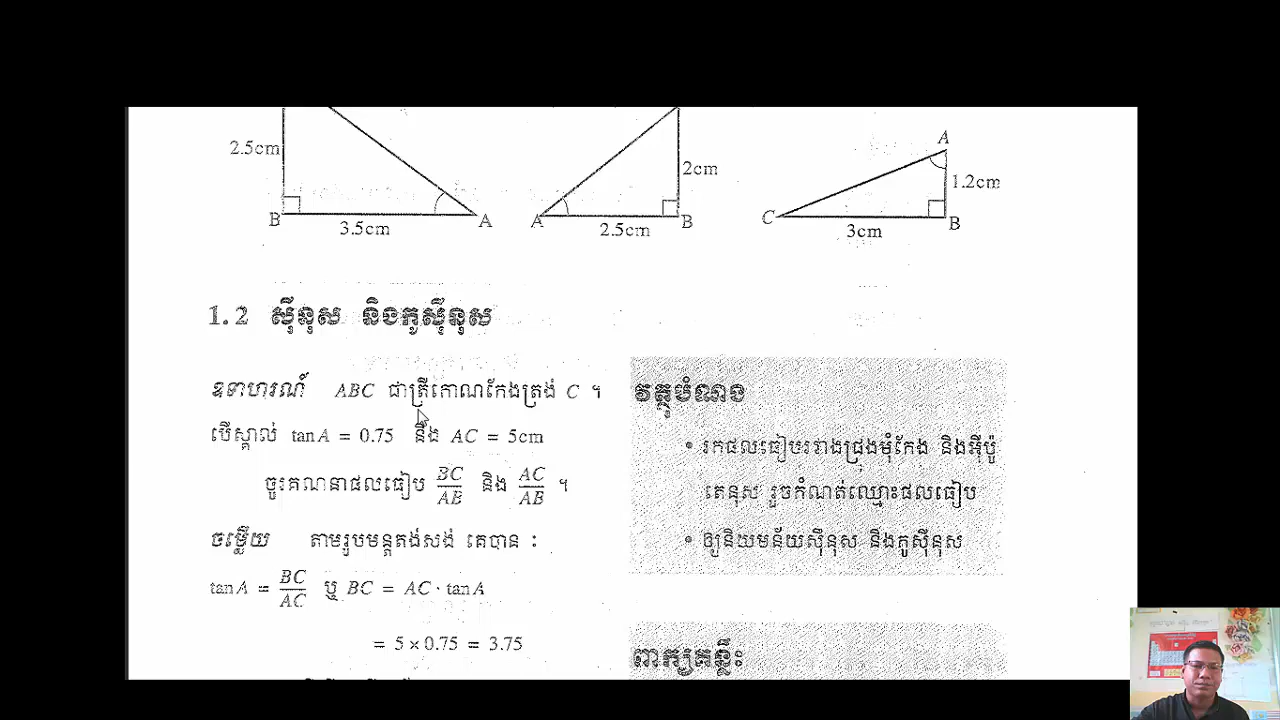 2.5cm
B
3.5cm
A
A
2.5cm
B
2cm
A
1.2cm
C
3cm
B
1.2 ស៊ីនុស និងកូស៊ីនុស
ឧទាហរណ៍ ABC ជាត្រីកោណកែងត្រង់ C ។
បើស្គាល់ tanA = 0.75 និង AC = 5cm
ចូរគណនាផលធៀប BC/AB និង AC/AB ។
ចម្លើយ តាមរូបមន្តតង់សង់ គេបាន ៖
tanA = BC/AC ឬ BC = AC · tanA
= 5 × 0.75 = 3.75
វត្ថុបំណង
• រកផលធៀបរវាងជ្រុងមុំកែង និងអ៊ីប៉ូ
តេនុស រួចកំណត់ឈ្មោះផលធៀប
• ឲ្យនិយមន័យស៊ីនុស និងកូស៊ីនុស
ពាក្យគន្លឹះ